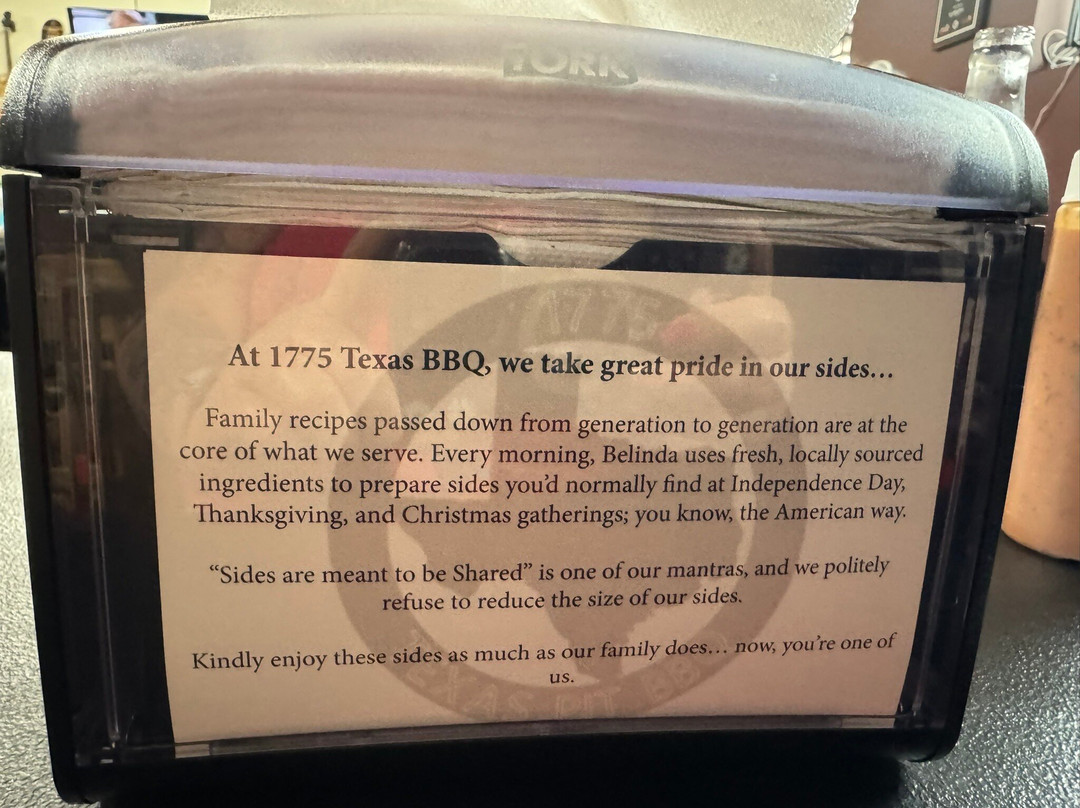 TORK
1775
At 1775 Texas BBQ, we take great pride in our sides...
Family recipes passed down from generation to generation are at the
core of what we serve. Every morning, Belinda uses fresh, locally sourced
ingredients to prepare sides you'd normally find at Independence Day,
Thanksgiving, and Christmas gatherings; you know, the American way.
“Sides are meant to be Shared” is one of our mantras, and we politely
refuse to reduce the size of our sides.
Kindly enjoy these sides as much as our family does... now, you're one of
us.
TEXAS PIT BBQ